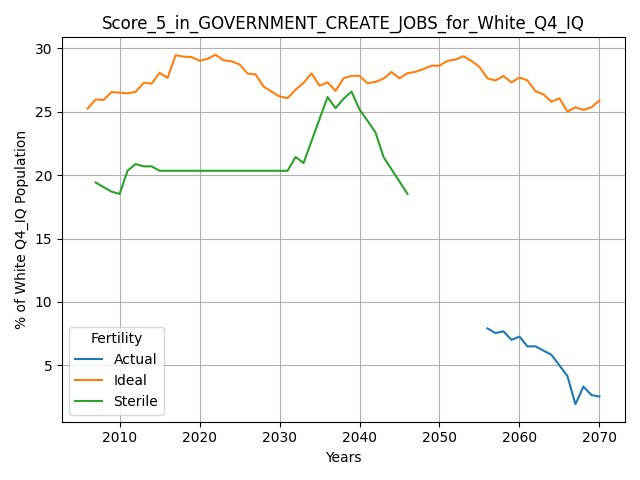 Score_5_in_GOVERNMENT_CREATE_JOBS_for_White_Q4_IQ
30
25
20
15
10
5
% of White Q4_IQ Population
Fertility
Actual
Ideal
Sterile
2010 2020 2030 2040 2050 2060 2070
Years